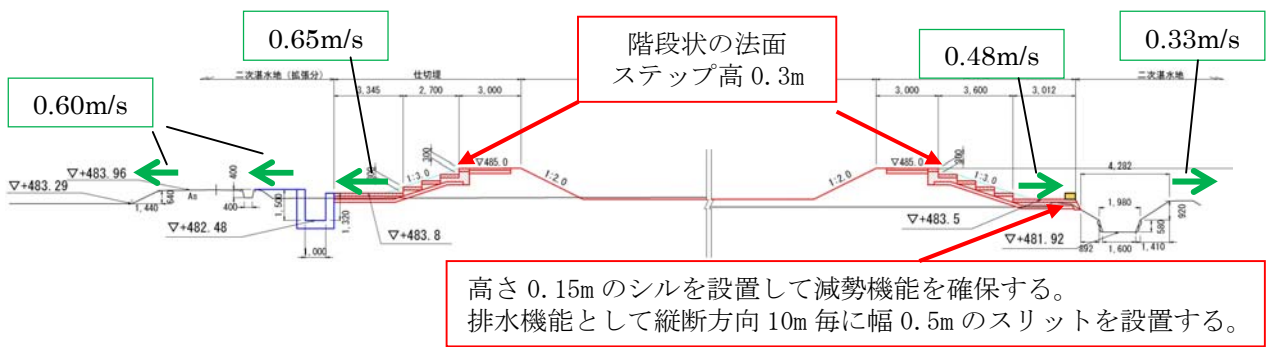 0.65m/s
階段状の法面
ステップ高 0.3m
0.48m/s
0.33m/s
0.60m/s
二次湛水地（拡張分）
仕切堤
二次湛水地
3,345
2,700
3,000
3,000
3,600
3,012
▽+483.96
400
1:3.0
▽485.0
1:2.0
1:2.0
▽485.0
1:3.0
4,282
▽+483.29
640
As
1,440
400
1,500
1,320
▽+482.48
▽+483.8
1,000
▽+483.5
1,980
920
580
▽+481.92
892
1,600
1,410
高さ 0.15m のシルを設置して減勢機能を確保する。
排水機能として縦断方向 10m 毎に幅 0.5m のスリットを設置する。